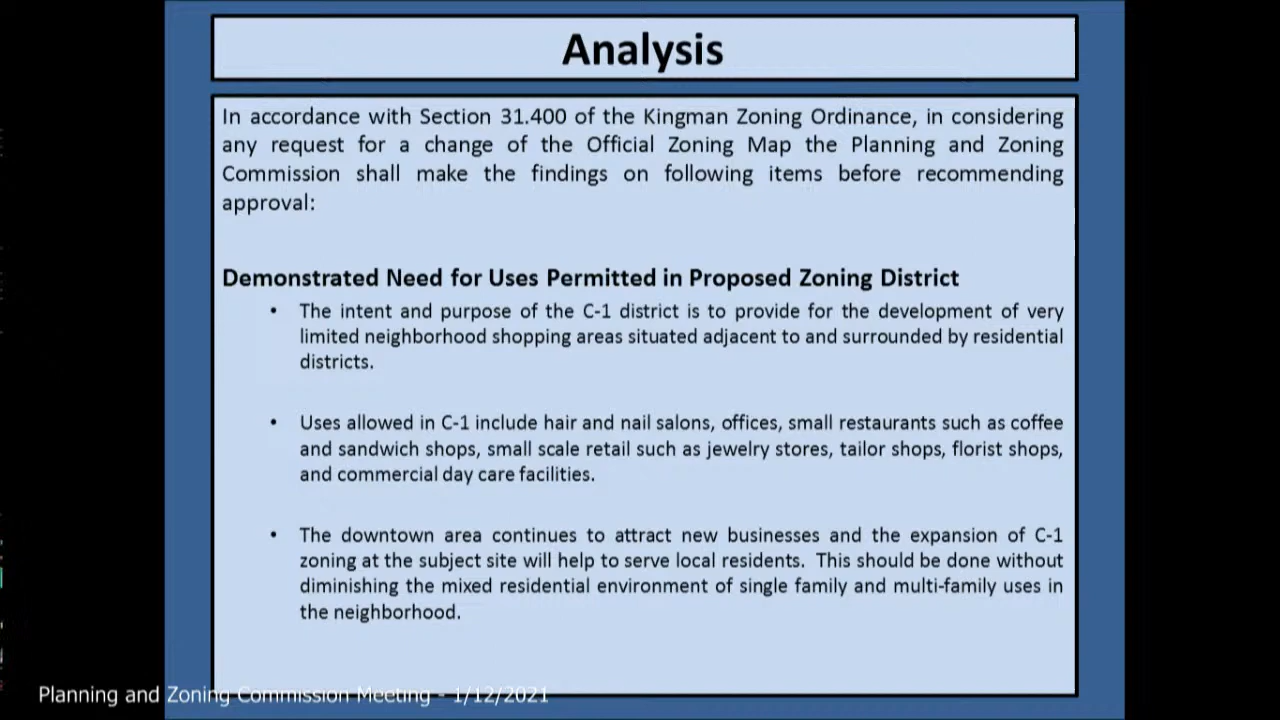 Analysis
In accordance with Section 31.400 of the Kingman Zoning Ordinance, in considering
any request for a change of the Official Zoning Map the Planning and Zoning
Commission shall make the findings on following items before recommending
approval:
Demonstrated Need for Uses Permitted in Proposed Zoning District
• The intent and purpose of the C-1 district is to provide for the development of very
limited neighborhood shopping areas situated adjacent to and surrounded by residential
districts.
• Uses allowed in C-1 include hair and nail salons, offices, small restaurants such as coffee
and sandwich shops, small scale retail such as jewelry stores, tailor shops, florist shops,
and commercial day care facilities.
• The downtown area continues to attract new businesses and the expansion of C-1
zoning at the subject site will help to serve local residents. This should be done without
diminishing the mixed residential environment of single family and multi-family uses in
the neighborhood.
Planning and Zoning Commission Meeting - 1/12/2021